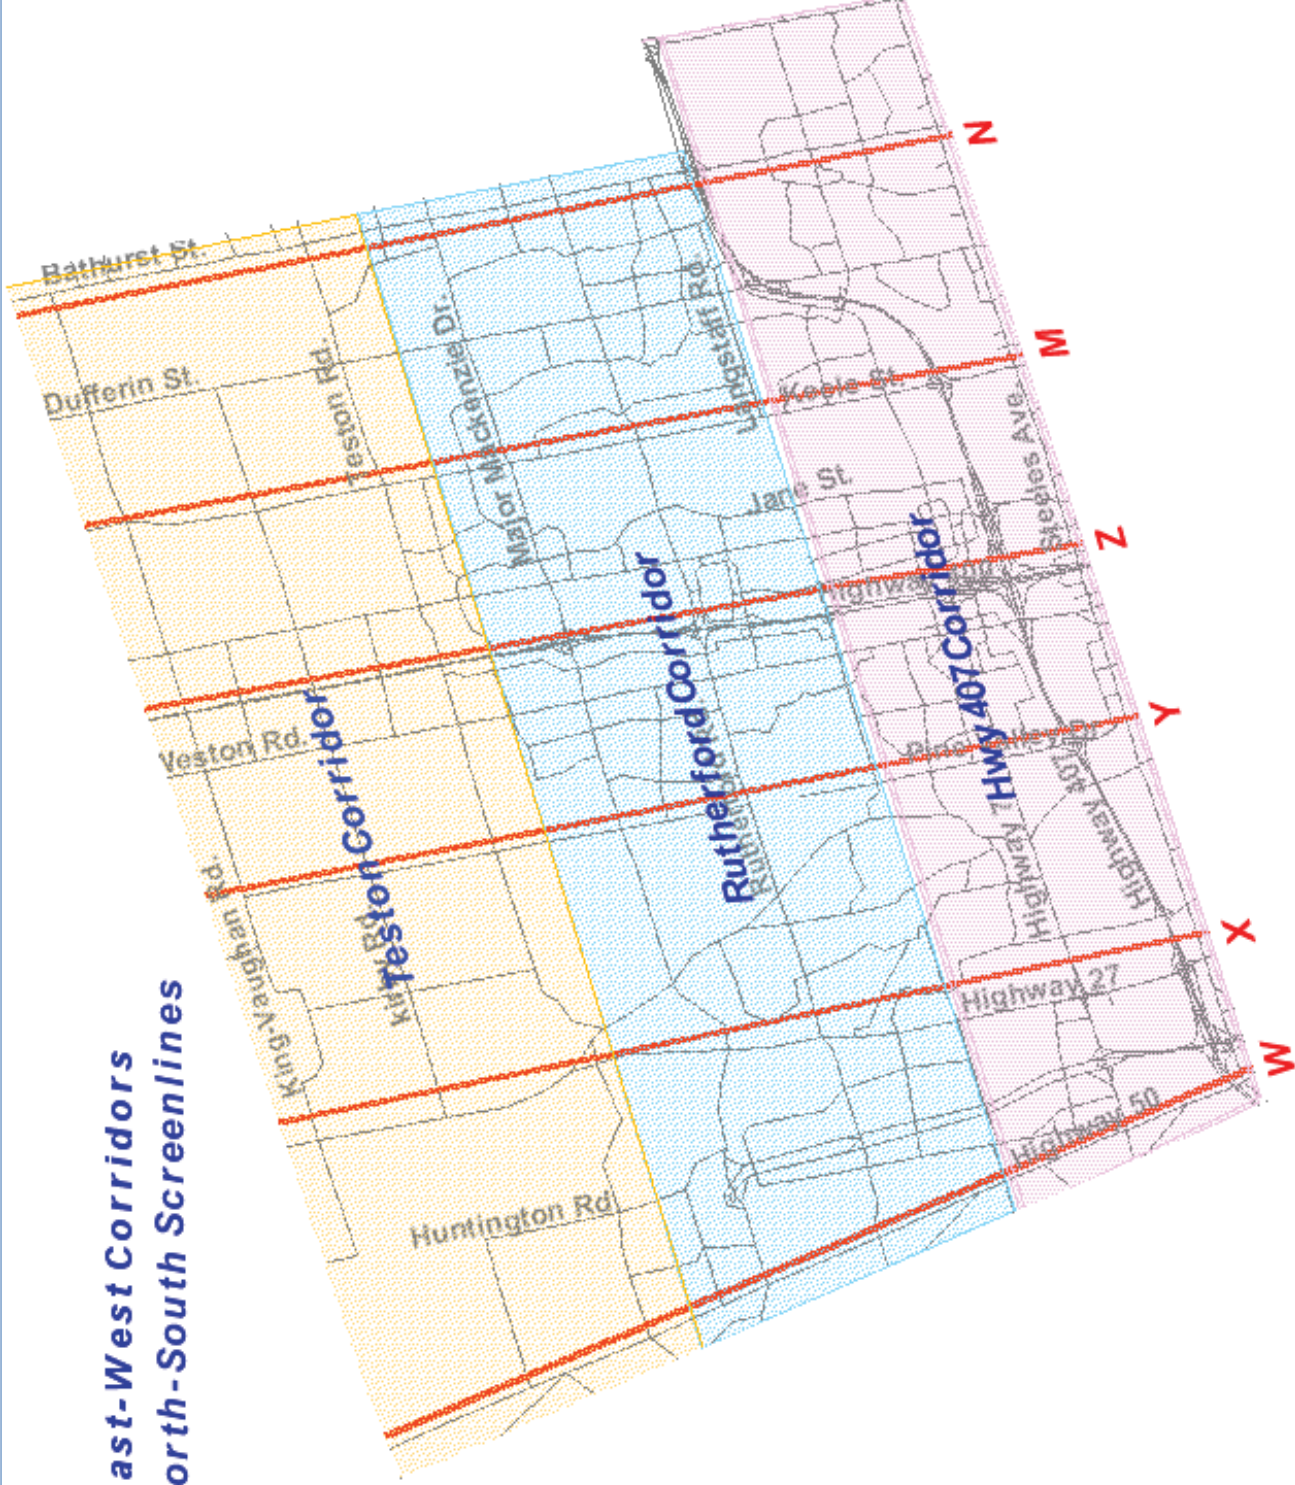 ast-West Corridors
orth-South Screenlines
Bathurst St.
Dufferin St.
Teston Rd.
Major Mackenzie Dr.
Langstaff Rd.
Keele St.
Jane St.
Steeles Ave.
Weston Rd.
Teston Corridor
Rutherford Corridor
Hwy 407 Corridor
King-Vaughan Rd.
Highway 7
Highway 407
Highway 27
Highway 50
Huntington Rd
N
M
Z
Y
X
W